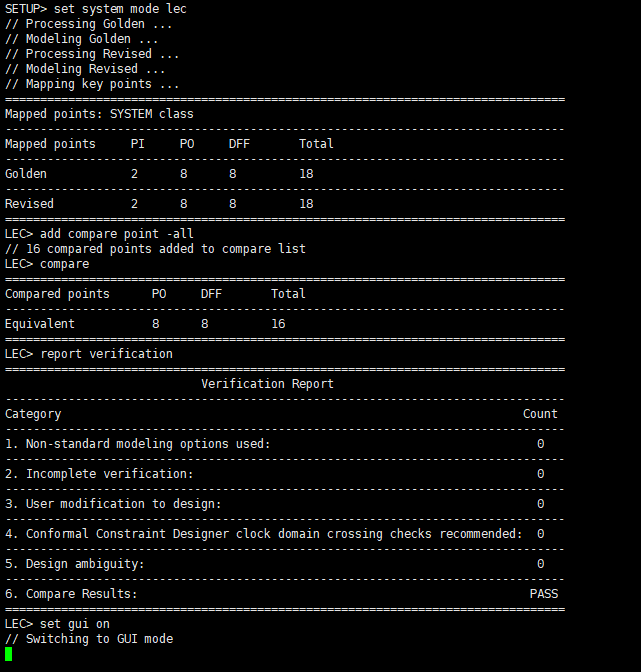 SETUP> set system mode lec
// Processing Golden ...
// Modeling Golden ...
// Processing Revised ...
// Modeling Revised ...
// Mapping key points ...
================================================================================
Mapped points: SYSTEM class
--------------------------------------------------------------------------------
Mapped points     PI     PO     DFF       Total
--------------------------------------------------------------------------------
Golden            2      8      8         18
--------------------------------------------------------------------------------
Revised           2      8      8         18
================================================================================
LEC> add compare point -all
// 16 compared points added to compare list
LEC> compare
================================================================================
Compared points      PO     DFF       Total
--------------------------------------------------------------------------------
Equivalent           8      8         16
================================================================================
LEC> report verification
================================================================================
                            Verification Report
--------------------------------------------------------------------------------
Category                                                                  Count
--------------------------------------------------------------------------------
1. Non-standard modeling options used:                                      0
--------------------------------------------------------------------------------
2. Incomplete verification:                                                 0
--------------------------------------------------------------------------------
3. User modification to design:                                             0
--------------------------------------------------------------------------------
4. Conformal Constraint Designer clock domain crossing checks recommended:  0
--------------------------------------------------------------------------------
5. Design ambiguity:                                                        0
--------------------------------------------------------------------------------
6. Compare Results:                                                        PASS
================================================================================
LEC> set gui on
// Switching to GUI mode